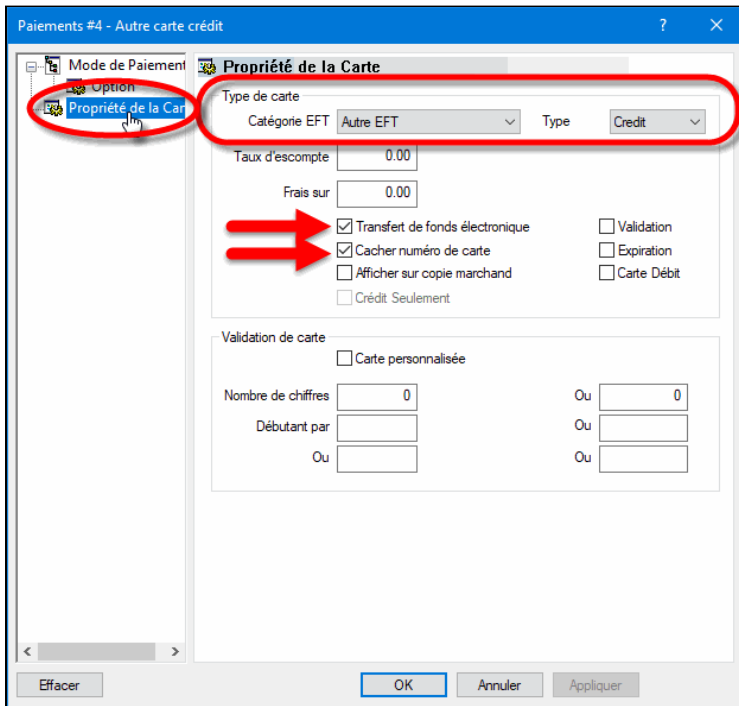 Paiements #4 - Autre carte crédit
Mode de Paiement
Option
Propriété de la Car
Propriété de la Carte
Type de carte
Catégorie EFT Autre EFT Type Credit
Taux d'escompte 0.00
Frais sur 0.00
Transfert de fonds électronique Validation
Cacher numéro de carte Expiration
Afficher sur copie marchand Carte Débit
Crédit Seulement
Validation de carte
Carte personnalisée
Nombre de chiffres 0 Ou 0
Débutant par Ou
Ou Ou
Effacer OK Annuler Appliquer